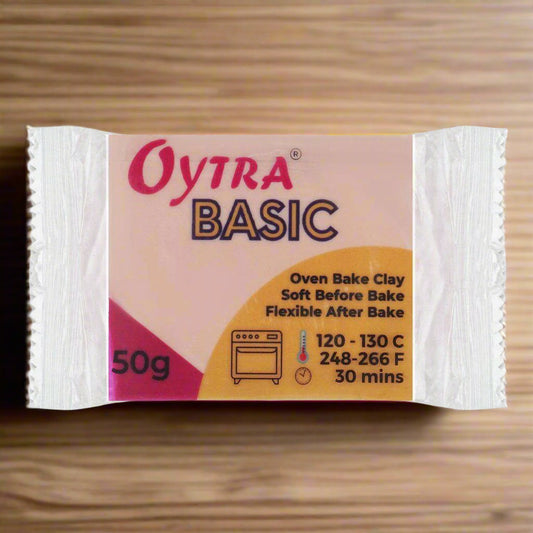 OYTRA®
BASIC
Oven Bake Clay
Soft Before Bake
Flexible After Bake
120 - 130 C
248-266 F
30 mins
50g